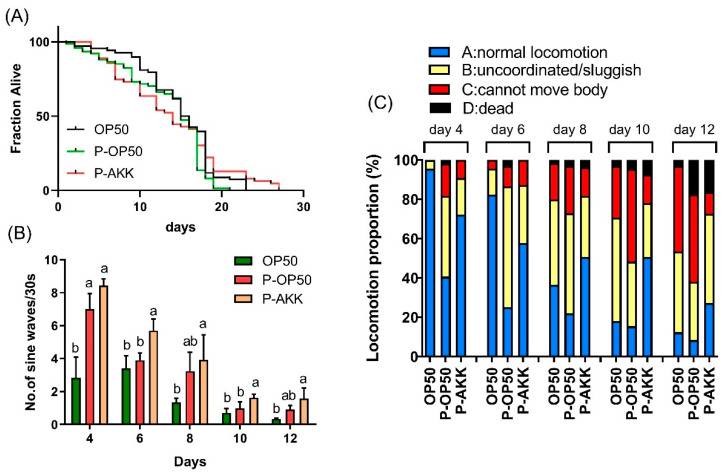 (A)
100
50
0
0
10
20
30
Fraction Alive
days
OP50
P-OP50
P-AKK
(B)
10
8
6
4
2
0
No.of sine waves/30s
OP50
P-OP50
P-AKK
b a a
b b a
b ab a
b b a
b ab a
4 6 8 10 12
Days
A:normal locomotion
B:uncoordinated/sluggish
C:cannot move body
D:dead
(C)
day 4 day 6 day 8 day 10 day 12
100
80
60
40
20
0
Locomotion proportion (%)
OP50
P-OP50
P-AKK
OP50
P-OP50
P-AKK
OP50
P-OP50
P-AKK
OP50
P-OP50
P-AKK
OP50
P-OP50
P-AKK